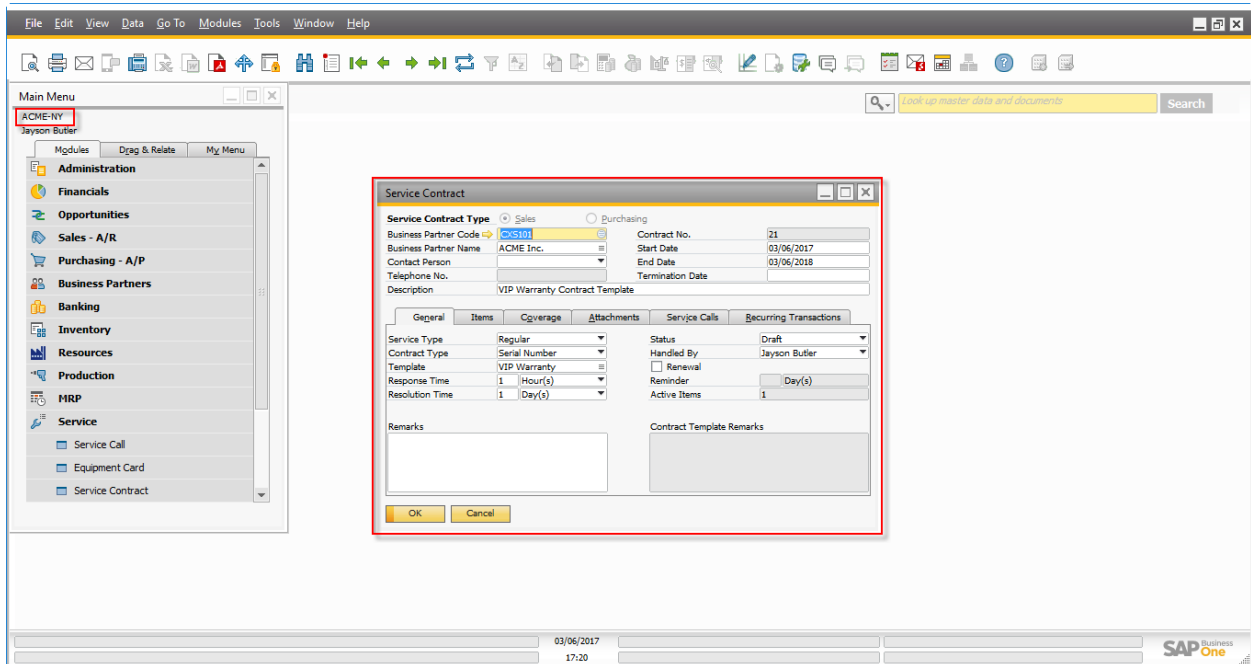 File Edit View Data Go To Modules Tools Window Help
Main Menu
ACME-NY
Jayson Butler
Modules Drag & Relate My Menu
Administration
Financials
Opportunities
Sales - A/R
Purchasing - A/P
Business Partners
Banking
Inventory
Resources
Production
MRP
Service
Service Call
Equipment Card
Service Contract
Look up master data and documents Search
Service Contract
Service Contract Type Sales Purchasing
Business Partner Code CXS101 Contract No. 21
Business Partner Name ACME Inc. Start Date 03/06/2017
Contact Person End Date 03/06/2018
Telephone No. Termination Date
Description VIP Warranty Contract Template
General Items Coverage Attachments Service Calls Recurring Transactions
Service Type Regular Status Draft
Contract Type Serial Number Handled By Jayson Butler
Template VIP Warranty Renewal
Response Time 1 Hour(s) Reminder Day(s)
Resolution Time 1 Day(s) Active Items 1
Remarks Contract Template Remarks
OK Cancel
03/06/2017
17:20
SAP Business One